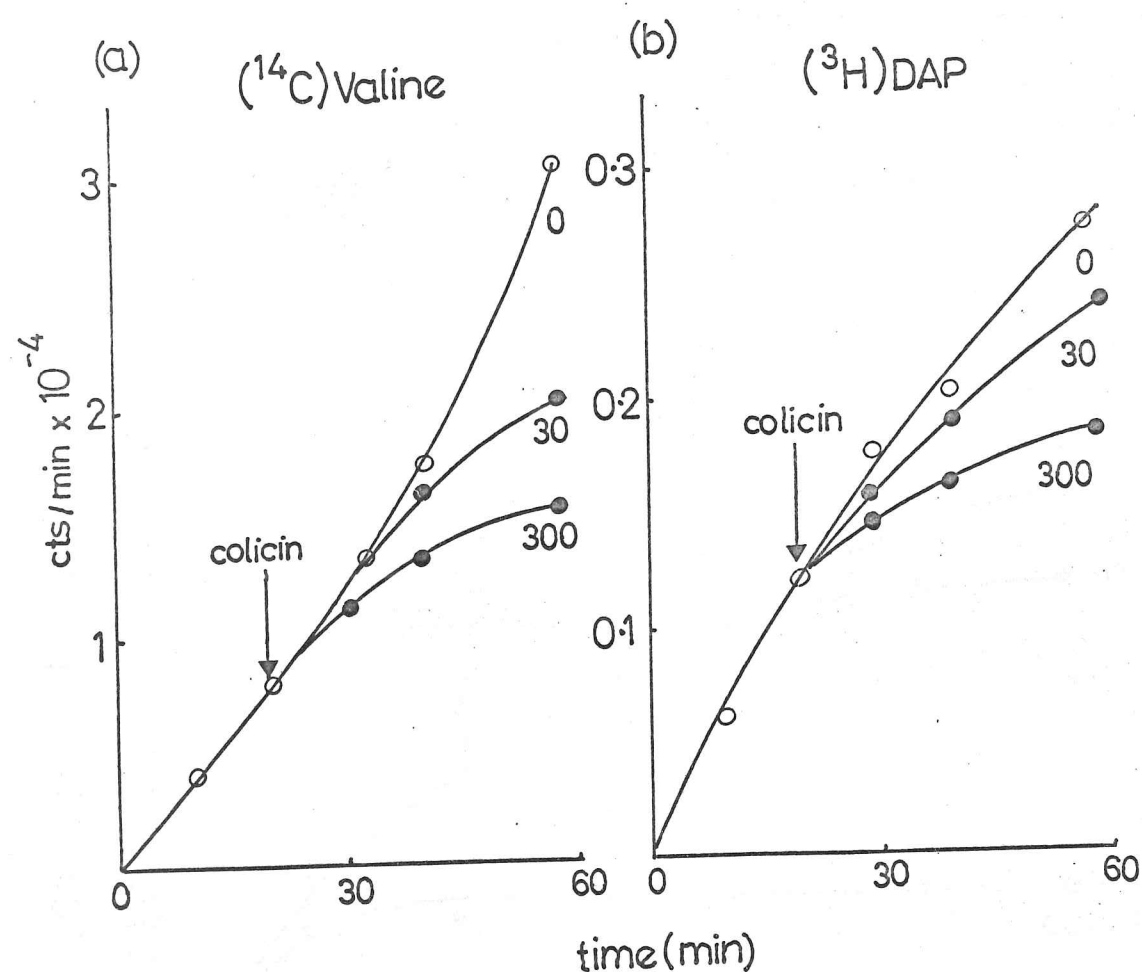 (a)
(¹⁴C)Valine
3
2
1
cts/min x 10⁻⁴
colicin
0
30
300
0
30
60
(b)
(³H)DAP
0·3
0·2
0·1
colicin
0
30
300
0
30
60
time(min)